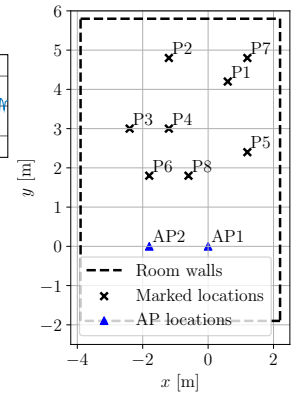 6
5
4
3
2
1
0
−1
−2
y [m]
P2
P7
P1
P3
P4
P5
P6
P8
AP2
AP1
Room walls
Marked locations
AP locations
−4
−2
0
2
x [m]